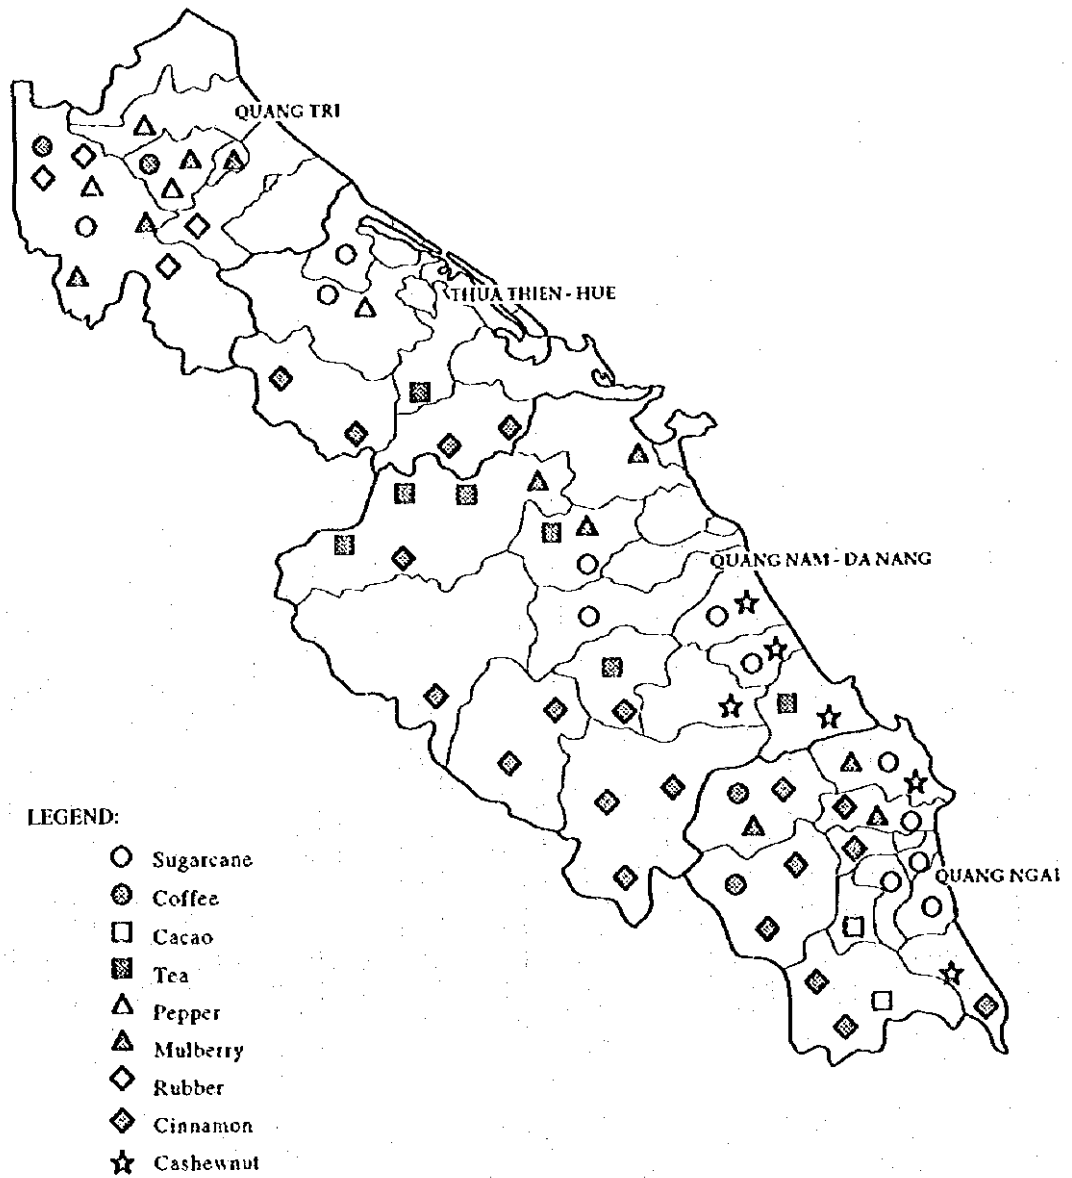 QUANG TRI
THUA THIEN - HUE
QUANG NAM - DA NANG
QUANG NGAI
LEGEND:
Sugarcane
Coffee
Cacao
Tea
Pepper
Mulberry
Rubber
Cinnamon
Cashewnut